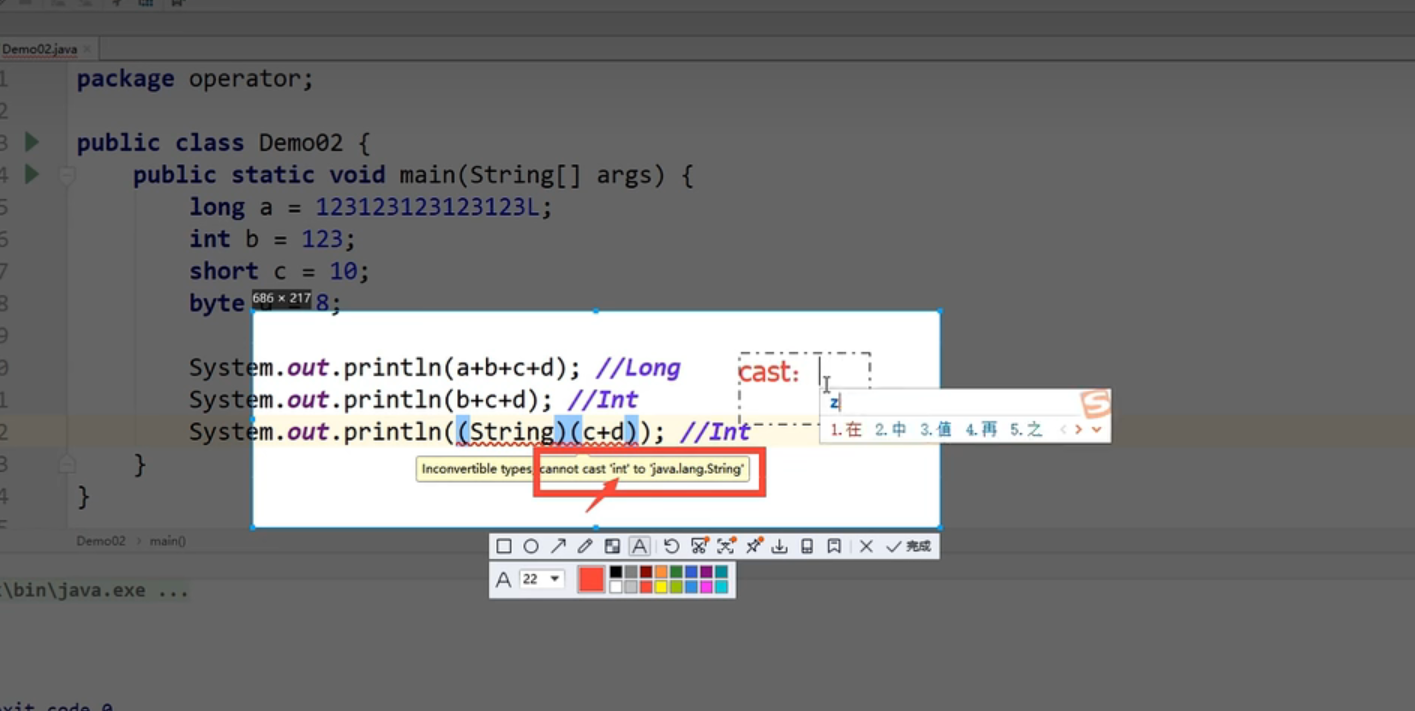 Demo02.java
1 package operator;
2
3 public class Demo02 {
4 public static void main(String[] args) {
5 long a = 123123123123123L;
6 int b = 123;
7 short c = 10;
8 byte = 8;
686 × 217
9
0 System.out.println(a+b+c+d); //Long
cast:
1 System.out.println(b+c+d); //Int
z
1.在 2.中 3.值 4.再 5.之
2 System.out.println((String)(c+d)); //Int
3 }
Inconvertible types; cannot cast 'int' to 'java.lang.String'
4 }
Demo02 > main()
完成
A 22
\bin\java.exe ...
exit code 0